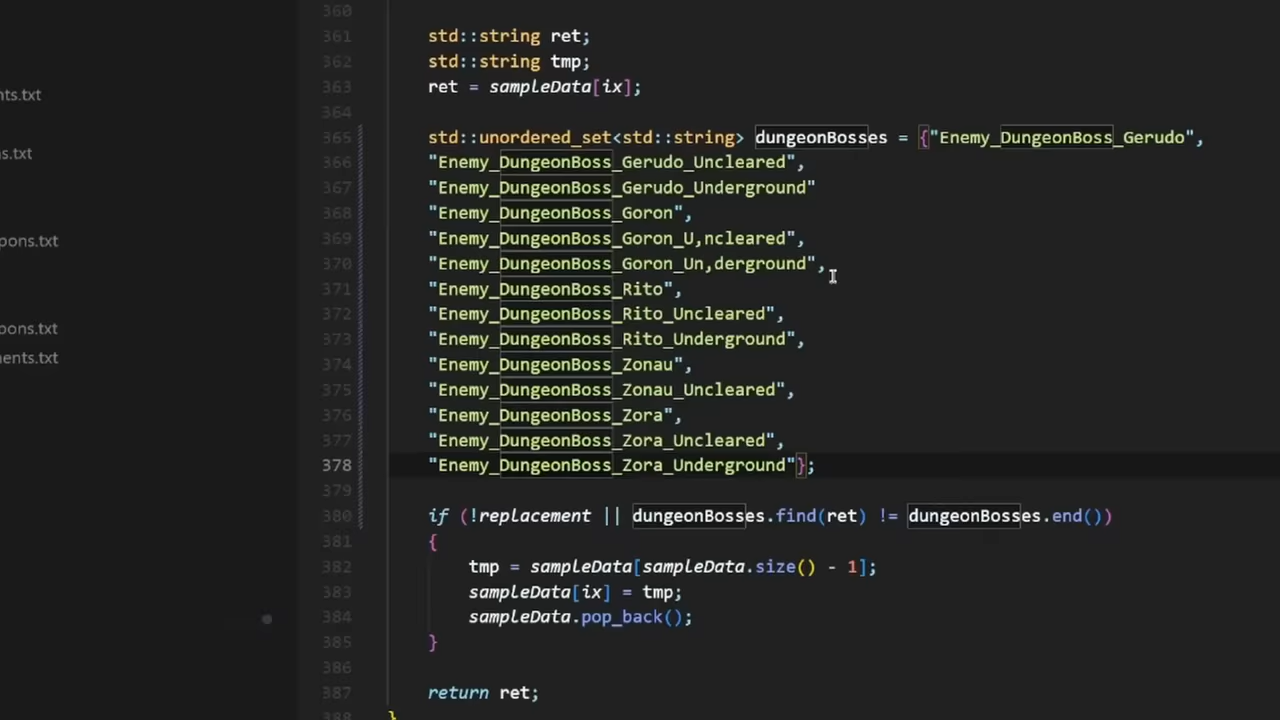 360
361 std::string ret;
nts.txt 362 std::string tmp;
363 ret = sampleData[ix];
364
s.txt 365 std::unordered_set<std::string> dungeonBosses = {"Enemy_DungeonBoss_Gerudo",
366 "Enemy_DungeonBoss_Gerudo_Uncleared",
367 "Enemy_DungeonBoss_Gerudo_Underground"
368 "Enemy_DungeonBoss_Goron",
pons.txt 369 "Enemy_DungeonBoss_Goron_U,ncleared",
370 "Enemy_DungeonBoss_Goron_Un,derground",
371 "Enemy_DungeonBoss_Rito",
372 "Enemy_DungeonBoss_Rito_Uncleared",
pons.txt 373 "Enemy_DungeonBoss_Rito_Underground",
ments.txt 374 "Enemy_DungeonBoss_Zonau",
375 "Enemy_DungeonBoss_Zonau_Uncleared",
376 "Enemy_DungeonBoss_Zora",
377 "Enemy_DungeonBoss_Zora_Uncleared",
378 "Enemy_DungeonBoss_Zora_Underground"};
379
380 if (!replacement || dungeonBosses.find(ret) != dungeonBosses.end())
381 {
382 tmp = sampleData[sampleData.size() - 1];
383 sampleData[ix] = tmp;
384 sampleData.pop_back();
385 }
386
387 return ret;
388 }